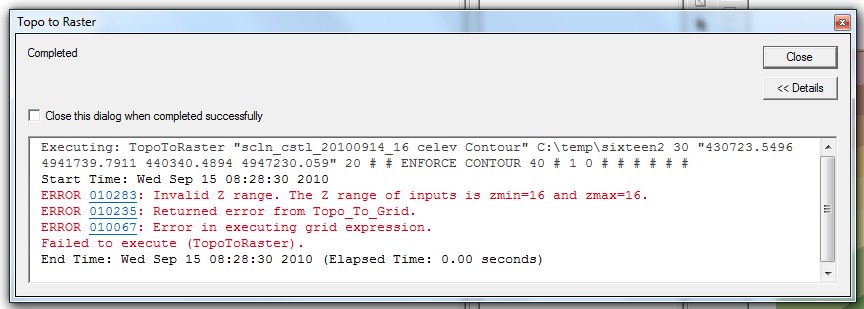 Topo to Raster
Completed
Close
<< Details
Close this dialog when completed successfully
Executing: TopoToRaster "scln_cstl_20100914_16 celev Contour" C:\temp\sixteen2 30 "430723.5496
4941739.7911 440340.4894 4947230.059" 20 # # ENFORCE CONTOUR 40 # 1 0 # # # # # #
Start Time: Wed Sep 15 08:28:30 2010
ERROR 010283: Invalid Z range. The Z range of inputs is zmin=16 and zmax=16.
ERROR 010235: Returned error from Topo_To_Grid.
ERROR 010067: Error in executing grid expression.
Failed to execute (TopoToRaster).
End Time: Wed Sep 15 08:28:30 2010 (Elapsed Time: 0.00 seconds)